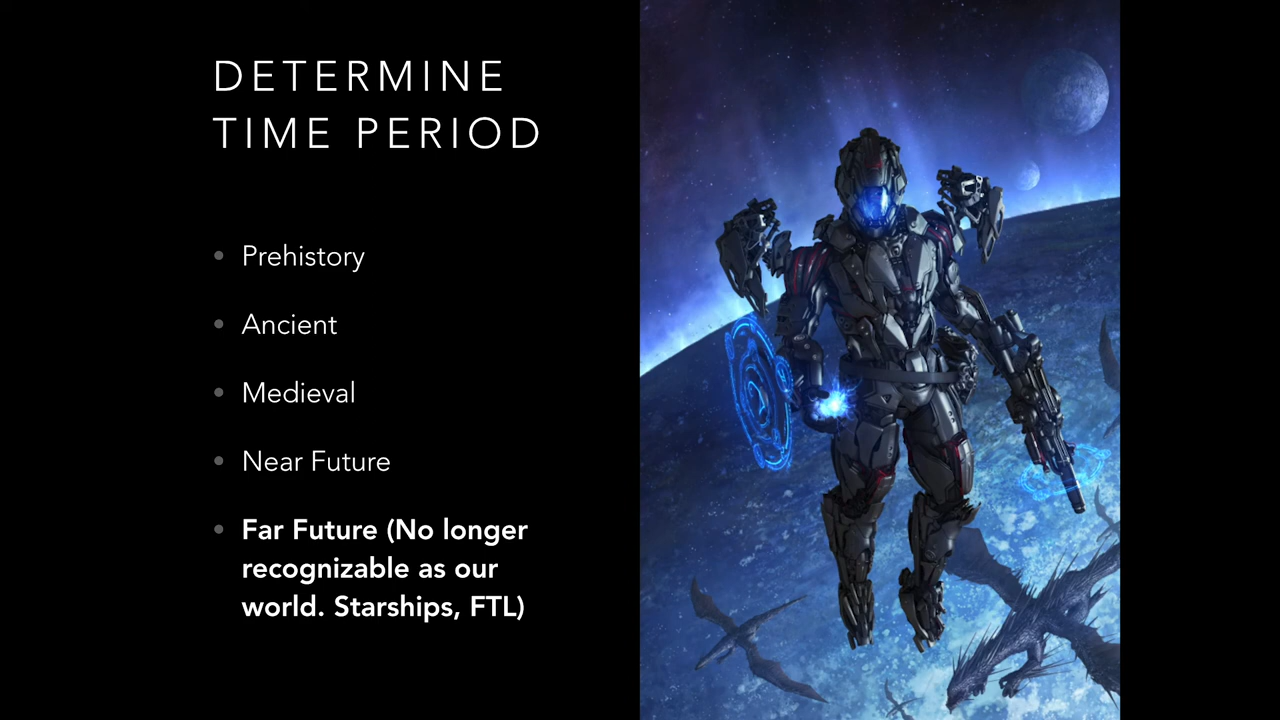 DETERMINE
TIME PERIOD
• Prehistory
• Ancient
• Medieval
• Near Future
• Far Future (No longer
recognizable as our
world. Starships, FTL)